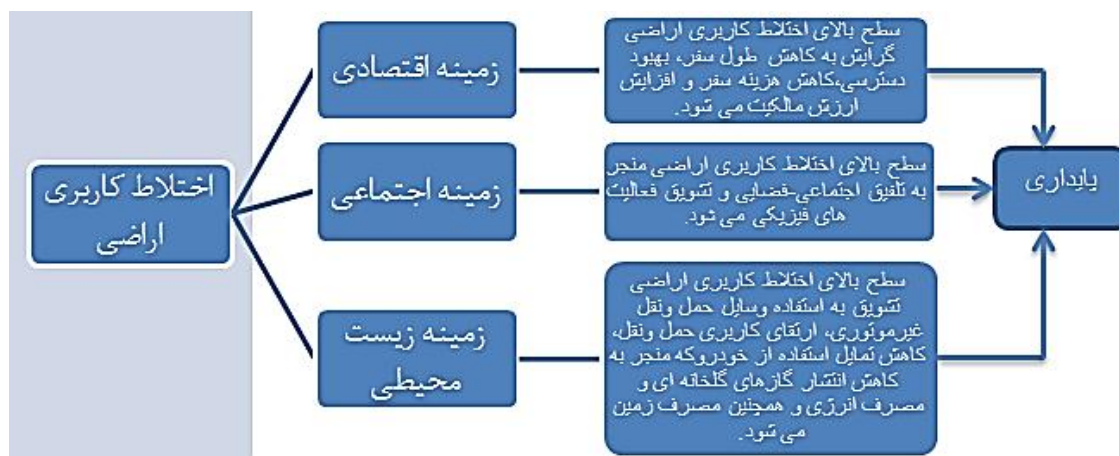 اختلاط کاربری
اراضی
زمینه اقتصادی
سطح بالای اختلاط کاربری اراضی
گرایش به کاهش طول سفر، بهبود
دسترسی،کاهش هزینه سفر و افزایش
ارزش مالکیت می شود.
زمینه اجتماعی
سطح بالای اختلاط کاربری اراضی منجر
به تلفیق اجتماعی-فضایی و تشویق فعالیت
های فیزیکی می شود.
زمینه زیست
محیطی
سطح بالای اختلاط کاربری اراضی
تشویق به استفاده وسایل حمل ونقل
غیرموتوری، ارتقای کاربری حمل ونقل،
کاهش تمایل استفاده از خودروکه منجر به
کاهش انتشار گازهای گلخانه ای و
مصرف انرژی و همچنین مصرف زمین
می شود.
پایداری